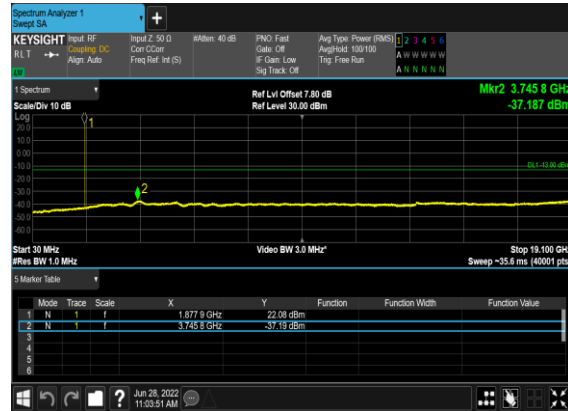 Spectrum Analyzer 1
Swept SA
+
KEYSIGHT Input: RF Input Z: 50 Ω #Atten: 40 dB PNO: Fast Avg Type: Power (RMS) 1 2 3 4 5 6
RLT Coupling: DC Corr CCorr Gate: Off Avg|Hold: 100/100 A W W W W W
Align: Auto Freq Ref: Int (S) IF Gain: Low Trig: Free Run
Sig Track: Off A N N N N N
LW
1 Spectrum Ref Lvl Offset 7.80 dB Mkr2 3.745 8 GHz
Scale/Div 10 dB Ref Level 30.00 dBm -37.187 dBm
Log
1
20.0
10.0
0.00
-10.0
DL1 -13.00 dBm
-20.0
-30.0
2
-40.0
-50.0
-60.0
Start 30 MHz Video BW 3.0 MHz* Stop 19.100 GHz
#Res BW 1.0 MHz Sweep ~35.6 ms (40001 pts)
5 Marker Table
Mode Trace Scale X Y Function Function Width Function Value
1 N 1 f 1.877 9 GHz 22.08 dBm
2 N 1 f 3.745 8 GHz -37.19 dBm
3
4
5
6
? Jun 28, 2022
11:03:51 AM